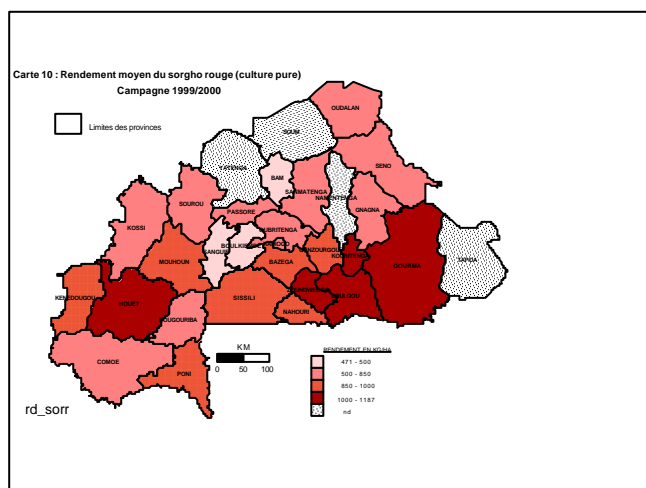 Carte 10 : Rendement moyen du sorgho rouge (culture pure)
Campagne 1999/2000
Limites des provinces
OUDALAN
SOUM
SENO
YATENGA
BAM
SANMATENGA
NAMENTENGA
SOUROU
GNAGNA
KOSSI
PASSORE
OUBRITENGA
BOULKIEMDE
SANGUIE
MOUHOUN
BAZEGA
GANZOURGOU
KOURITENGA
GOURMA
TAPOA
KENEDOUGOU
HOUET
SISSILI
ZOUNDWEOGO
BOULGOU
NAHOURI
BOUGOURIBA
COMOE
PONI
KM
0 50 100
RENDEMENT EN KG/HA
471 - 500
500 - 850
850 - 1000
1000 - 1187
nd
rd_sorr